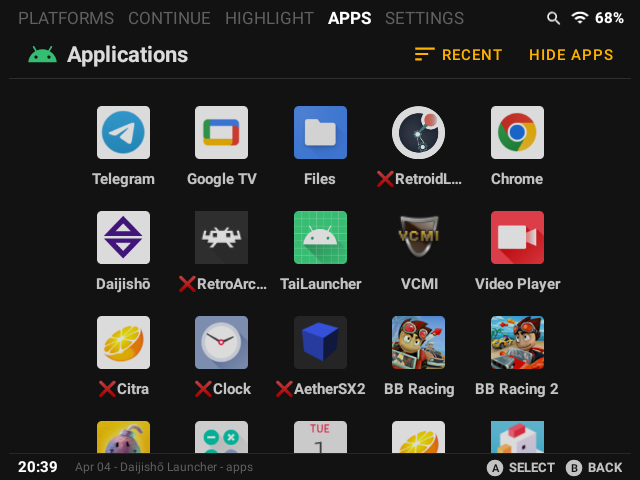 PLATFORMS CONTINUE HIGHLIGHT APPS SETTINGS 68%
Applications RECENT HIDE APPS
Telegram Google TV Files ❌RetroidL... Chrome
VCMI
Daijishō ❌RetroArc... TaiLauncher VCMI Video Player
❌Citra ❌Clock ❌AetherSX2 BB Racing BB Racing 2
TUE
1
20:39 Apr 04 - Daijishō Launcher - apps A SELECT B BACK